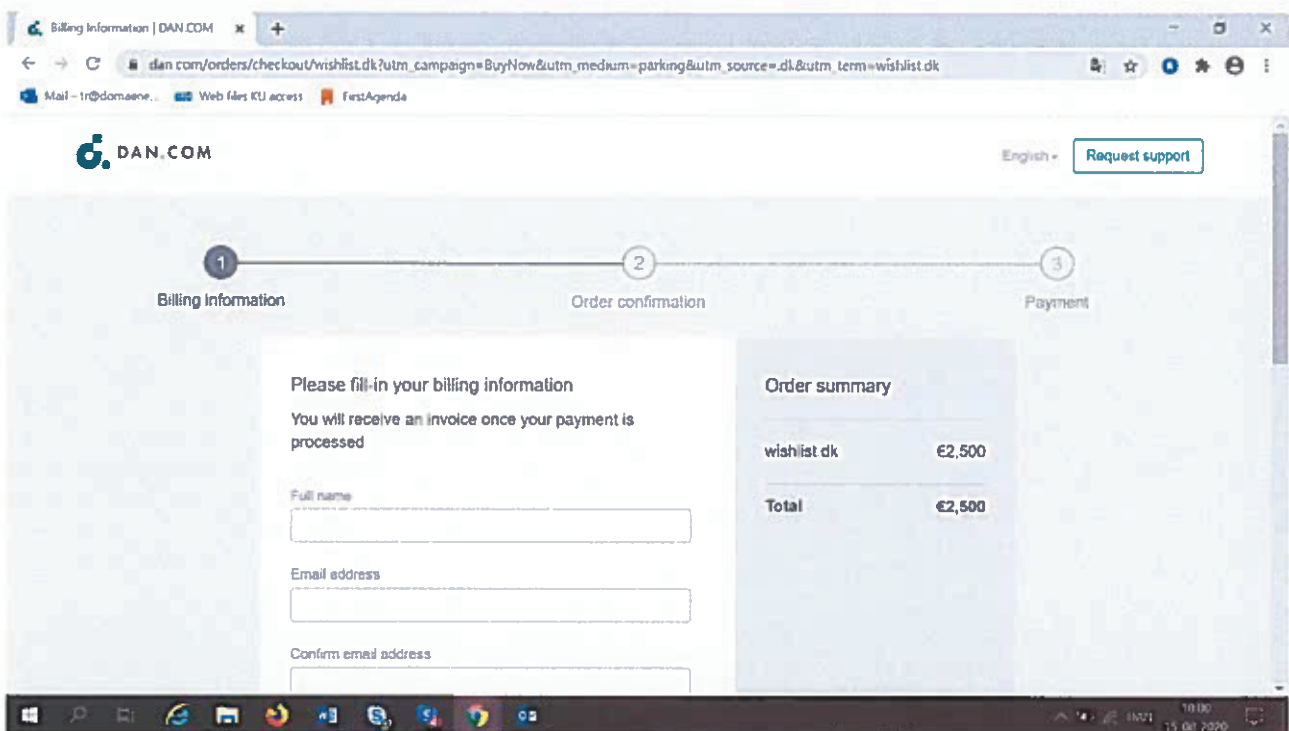 Billing Information | DAN.COM
dan.com/orders/checkout/wishlist.dk?utm_campaign=BuyNow&utm_medium=parking&utm_source=.dk&utm_term=wishlist.dk
Mail - tr@domaene... Web files KU access FirstAgenda
DAN.COM
English
Request support
1 2 3
Billing information Order confirmation Payment
Please fill-in your billing information
You will receive an invoice once your payment is
processed
Full name
Email address
Confirm email address
Order summary
wishlist dk €2,500
Total €2,500